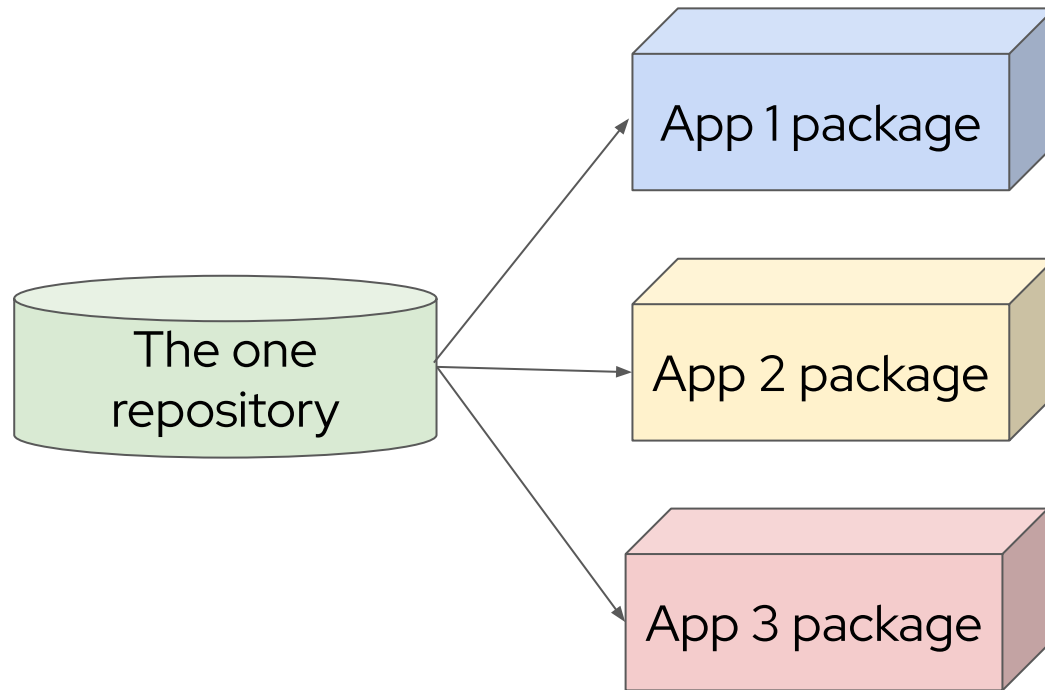 App 1 package
The one
repository
App 2 package
App 3 package